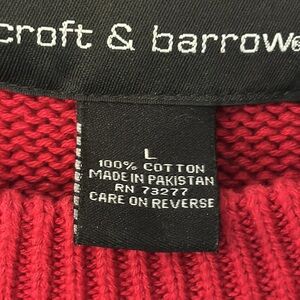 croft & barrow®
L
100% COTTON
MADE IN PAKISTAN
RN 73277
CARE ON REVERSE